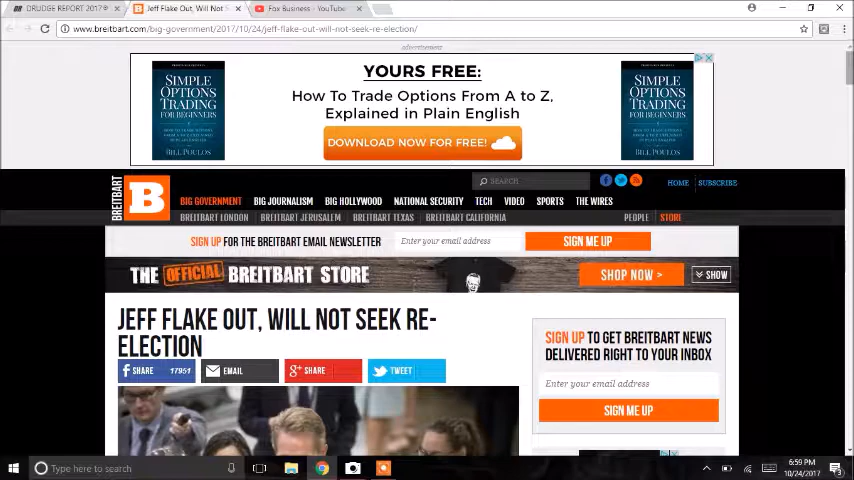 DRUDGE REPORT 2017®
Jeff Flake Out, Will Not S
Fox Business - YouTube
www.breitbart.com/big-government/2017/10/24/jeff-flake-out-will-not-seek-re-election/
advertisement
SIMPLE
OPTIONS
TRADING
FOR BEGINNERS
BILL POULOS
YOURS FREE:
How To Trade Options From A to Z,
Explained in Plain English
DOWNLOAD NOW FOR FREE!
SIMPLE
OPTIONS
TRADING
FOR BEGINNERS
BILL POULOS
BREITBART
B
SEARCH
HOME
SUBSCRIBE
BIG GOVERNMENT BIG JOURNALISM BIG HOLLYWOOD NATIONAL SECURITY TECH VIDEO SPORTS THE WIRES
BREITBART LONDON BREITBART JERUSALEM BREITBART TEXAS BREITBART CALIFORNIA PEOPLE STORE
SIGN UP FOR THE BREITBART EMAIL NEWSLETTER Enter your email address SIGN ME UP
THE OFFICIAL BREITBART STORE SHOP NOW > SHOW
JEFF FLAKE OUT, WILL NOT SEEK RE-
ELECTION
f SHARE 17951 EMAIL g+ SHARE TWEET
SIGN UP TO GET BREITBART NEWS
DELIVERED RIGHT TO YOUR INBOX
Enter your email address
SIGN ME UP
Type here to search
6:59 PM
10/24/2017
3